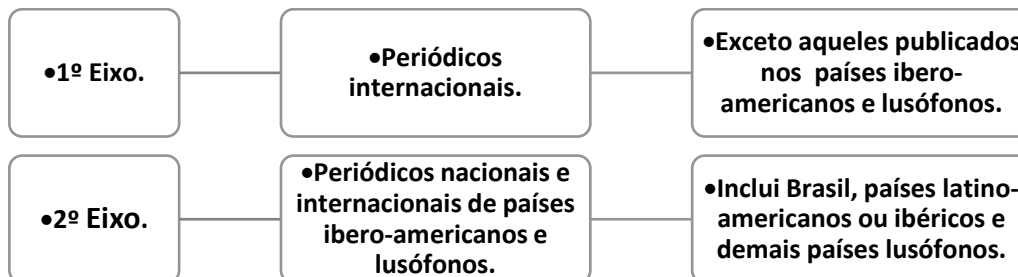 •1º Eixo.
•Periódicos
internacionais.
•Exceto aqueles publicados
nos países ibero-
americanos e lusófonos.
•2º Eixo.
•Periódicos nacionais e
internacionais de países
ibero-americanos e
lusófonos.
•Inclui Brasil, países latino-
americanos ou ibéricos e
demais países lusófonos.